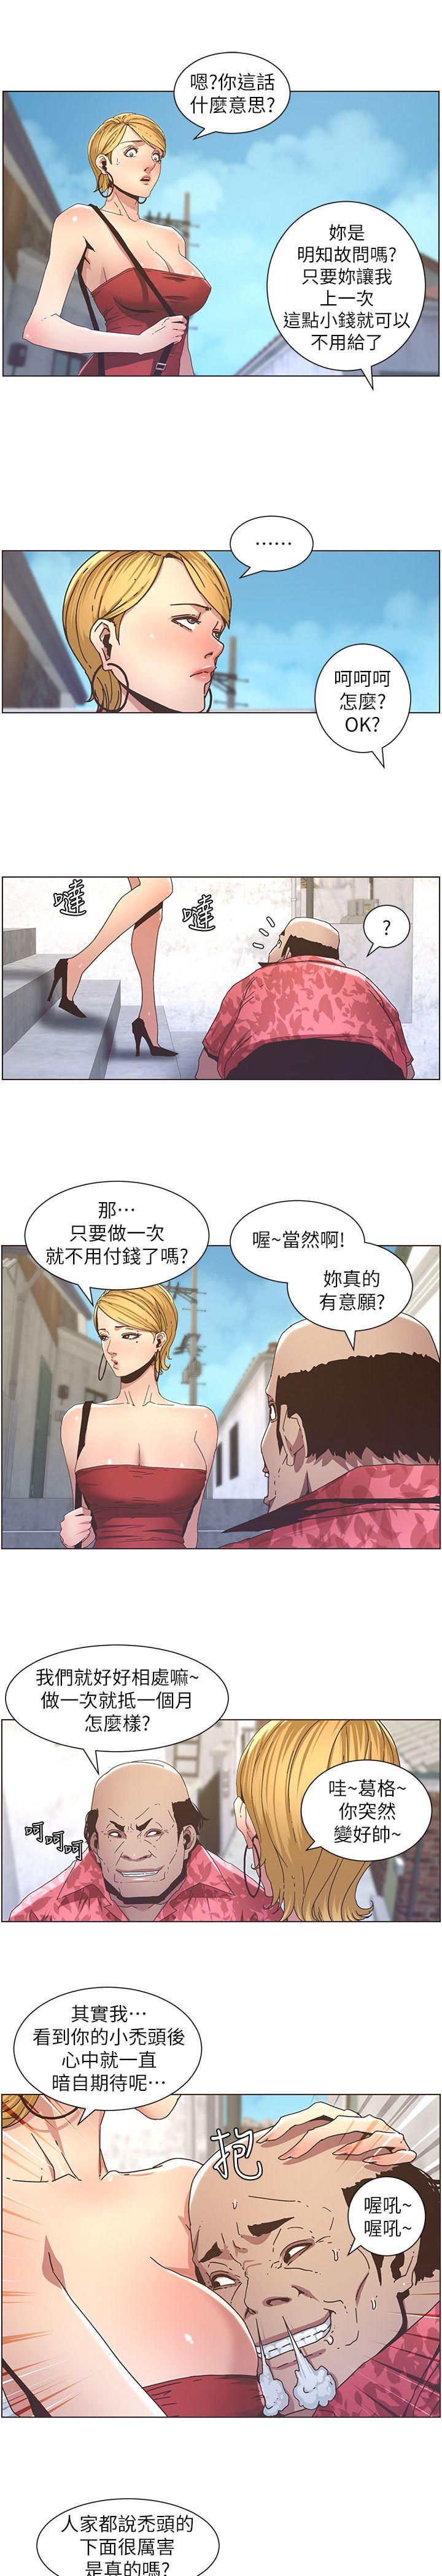 嗯?你這話
什麼意思?
妳是
明知故問嗎?
只要妳讓我
上一次
這點小錢就可以
不用給了
⋯⋯
呵呵呵
怎麼?
OK?
噠
噠
?
那⋯
只要做一次
就不用付錢了嗎?
喔~當然啊!
妳真的
有意願?
我們就好好相處嘛~
做一次就抵一個月
怎麼樣?
呵呵呵
哇~葛格~
你突然
變好帥~
其實我⋯
看到你的小禿頭後
心中就一直
暗自期待呢⋯
抱
喔吼~
喔吼~
人家都說禿頭的
下面很厲害
是真的嗎?